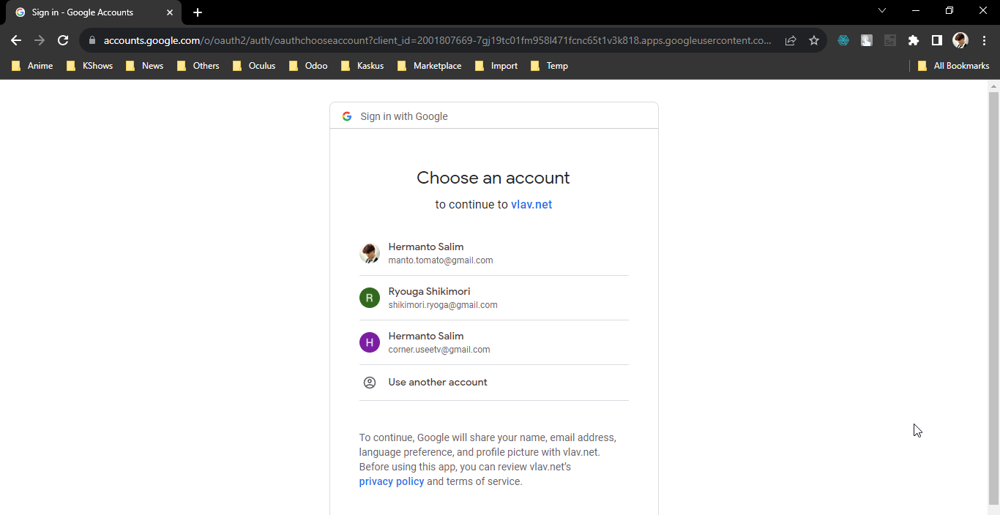 Sign in - Google Accounts
accounts.google.com/o/oauth2/auth/oauthchooseaccount?client_id=2001807669-7gj19tc01fm958l471fcnc65t1v3k818.apps.googleusercontent.co...
Anime KShows News Others Oculus Odoo Kaskus Marketplace Import Temp All Bookmarks
Sign in with Google
Choose an account
to continue to vlav.net
Hermanto Salim
manto.tomato@gmail.com
R
Ryouga Shikimori
shikimori.ryoga@gmail.com
H
Hermanto Salim
corner.useetv@gmail.com
Use another account
To continue, Google will share your name, email address,
language preference, and profile picture with vlav.net.
Before using this app, you can review vlav.net's
privacy policy and terms of service.